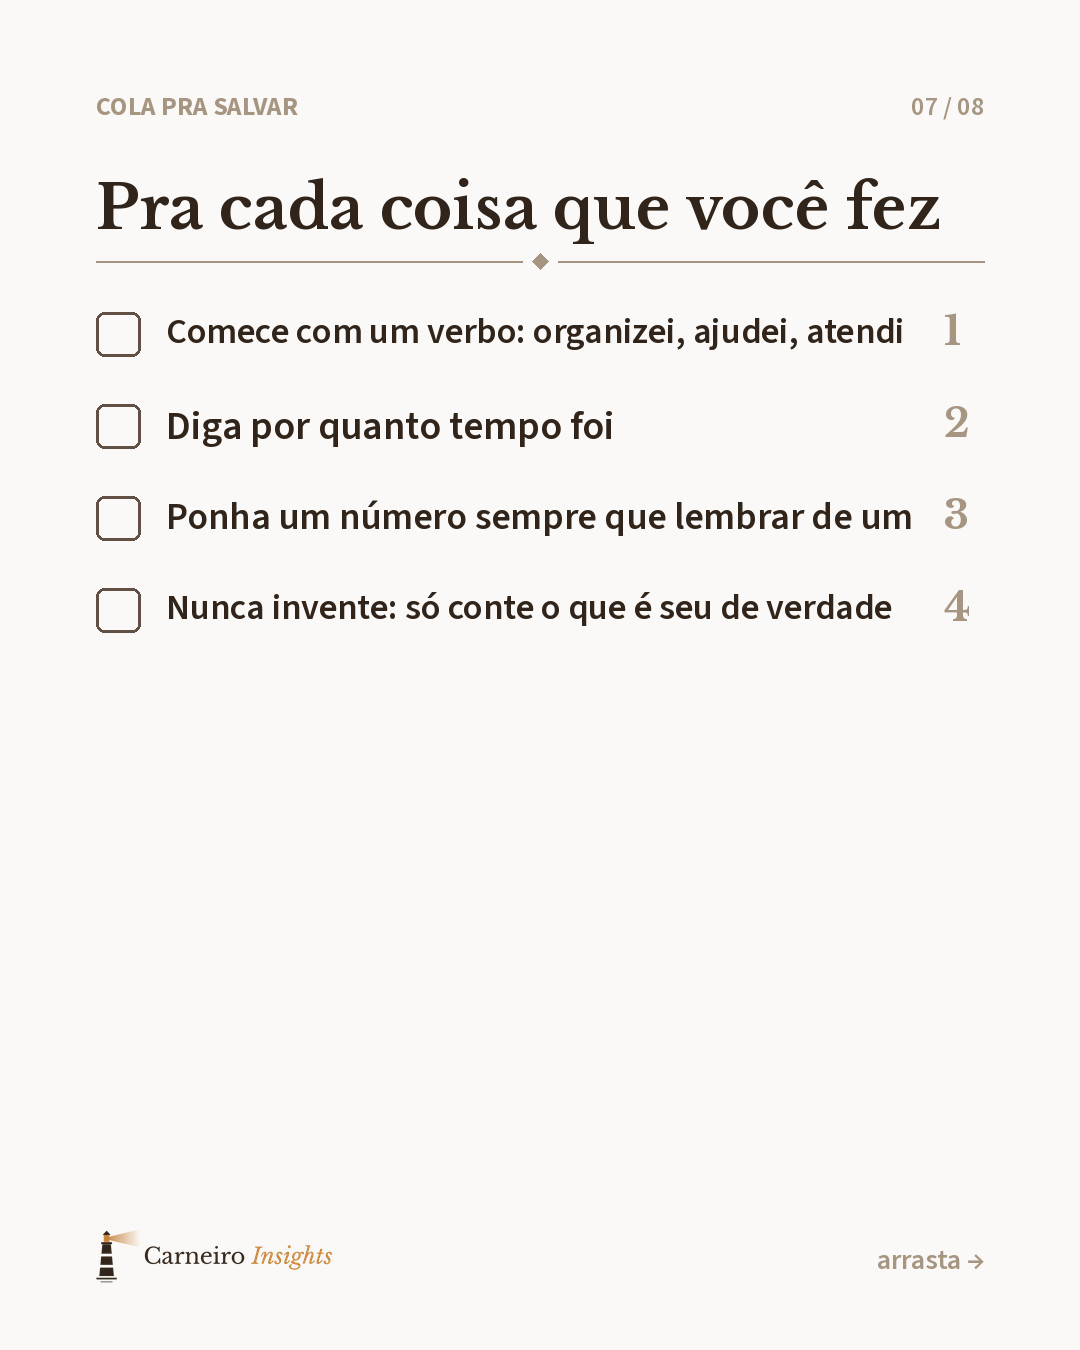 COLA PRA SALVAR 07 / 08
Pra cada coisa que você fez
Comece com um verbo: organizei, ajudei, atendi 1
Diga por quanto tempo foi 2
Ponha um número sempre que lembrar de um 3
Nunca invente: só conte o que é seu de verdade 4
Carneiro Insights arrasta →